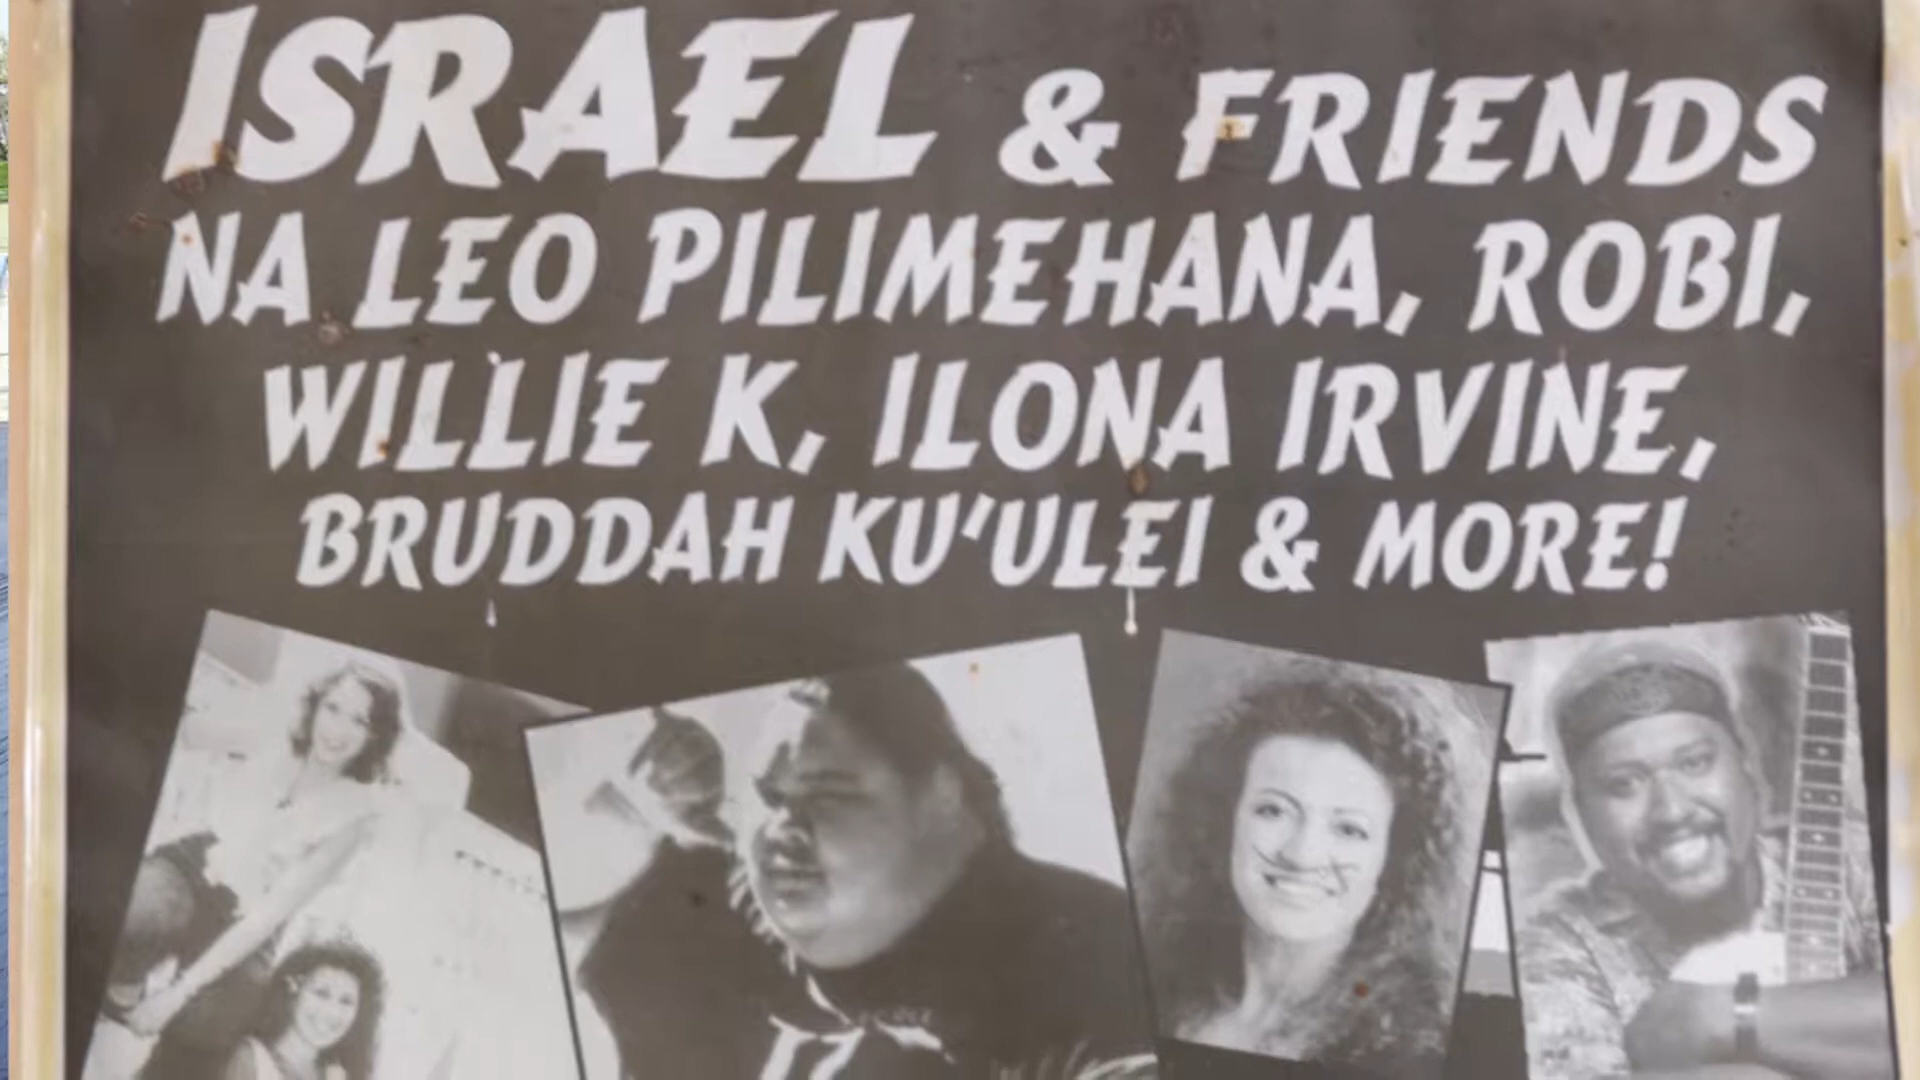 ISRAEL & FRIENDS
NA LEO PILIMEHANA, ROBI,
WILLIE K, ILONA IRVINE,
BRUDDAH KU'ULEI & MORE!